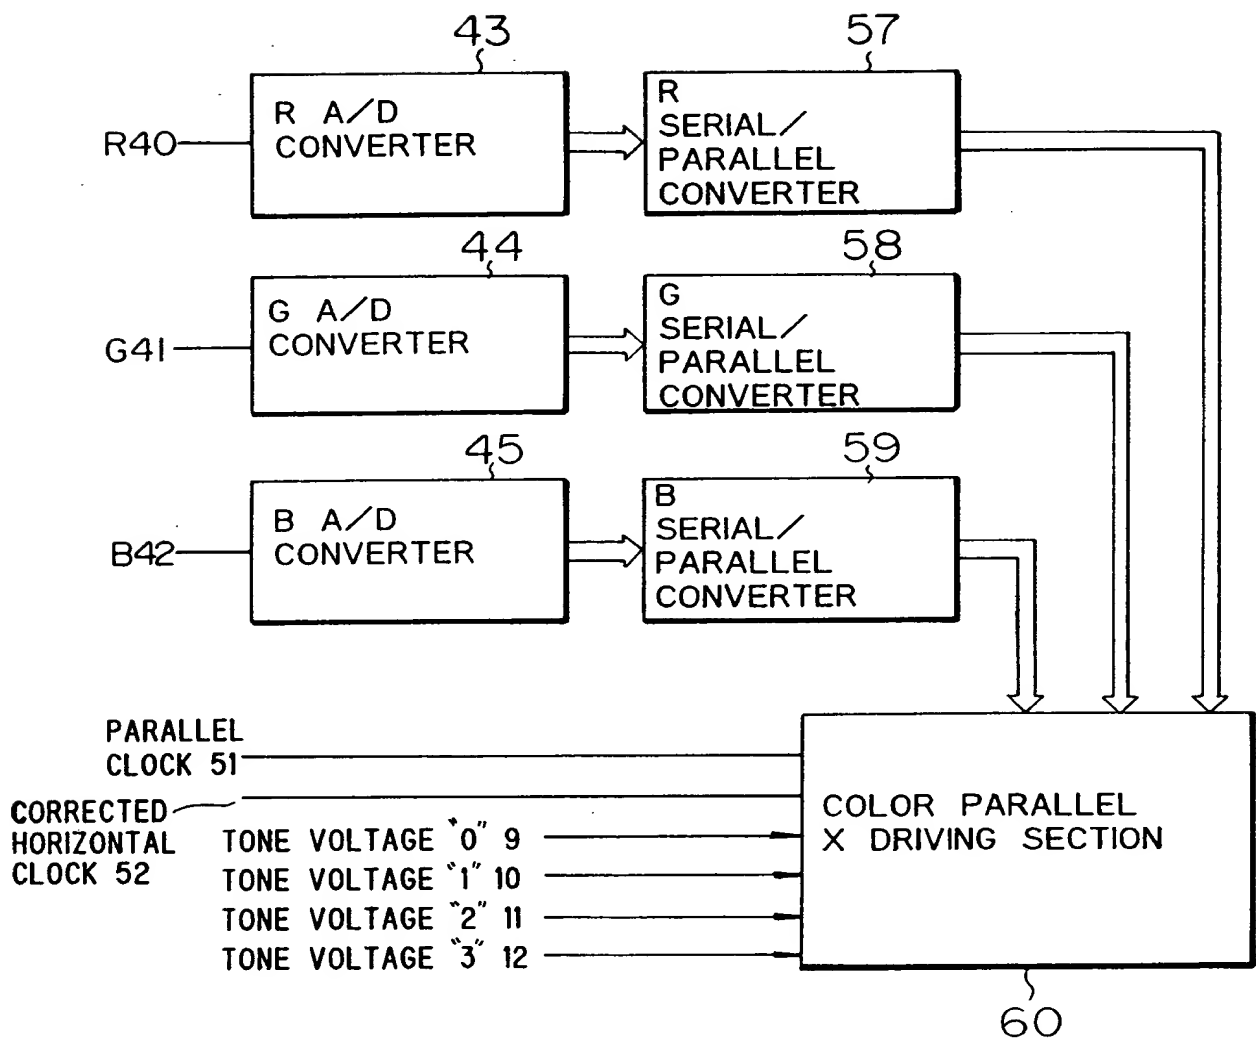 43
57
R A/D
CONVERTER
R
SERIAL/
PARALLEL
CONVERTER
R40
44
58
G A/D
CONVERTER
G
SERIAL/
PARALLEL
CONVERTER
G41
45
59
B A/D
CONVERTER
B
SERIAL/
PARALLEL
CONVERTER
B42
PARALLEL
CLOCK 51
CORRECTED
HORIZONTAL
CLOCK 52
TONE VOLTAGE "0" 9
TONE VOLTAGE "1" 10
TONE VOLTAGE "2" 11
TONE VOLTAGE "3" 12
COLOR PARALLEL
X DRIVING SECTION
60